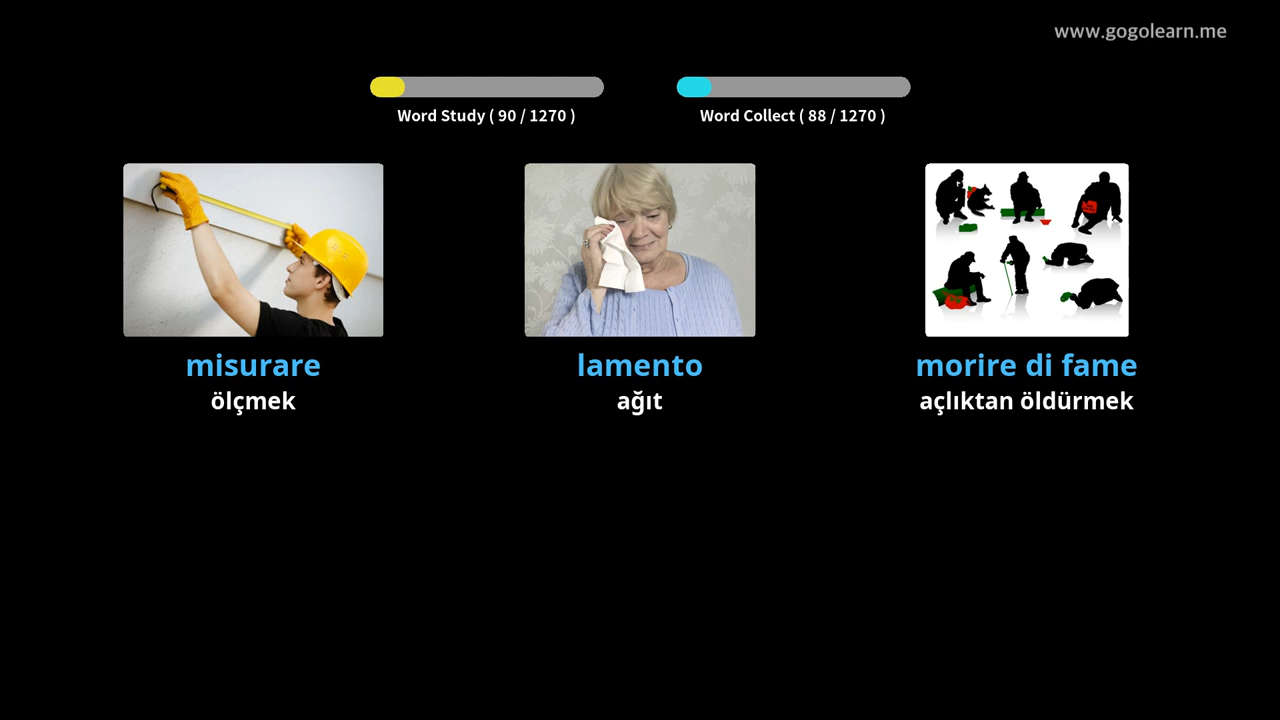 www.gogolearn.me
Word Study ( 90 / 1270 )
Word Collect ( 88 / 1270 )
misurare
ölçmek
lamento
ağıt
morire di fame
açlıktan öldürmek